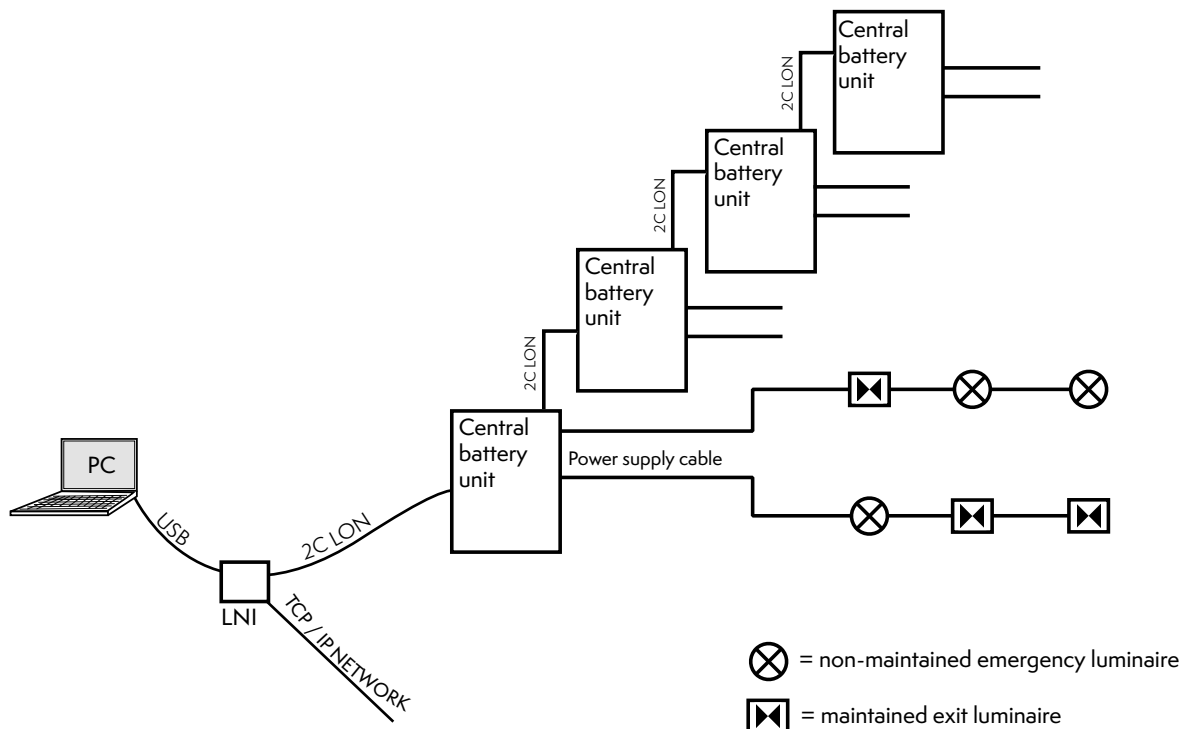 Central
battery
unit
2C LON
Central
battery
unit
2C LON
Central
battery
unit
2C LON
Central
battery
unit
Power supply cable
PC
USB
2C LON
LNI
TCP / IP NETWORK
= non-maintained emergency luminaire
= maintained exit luminaire